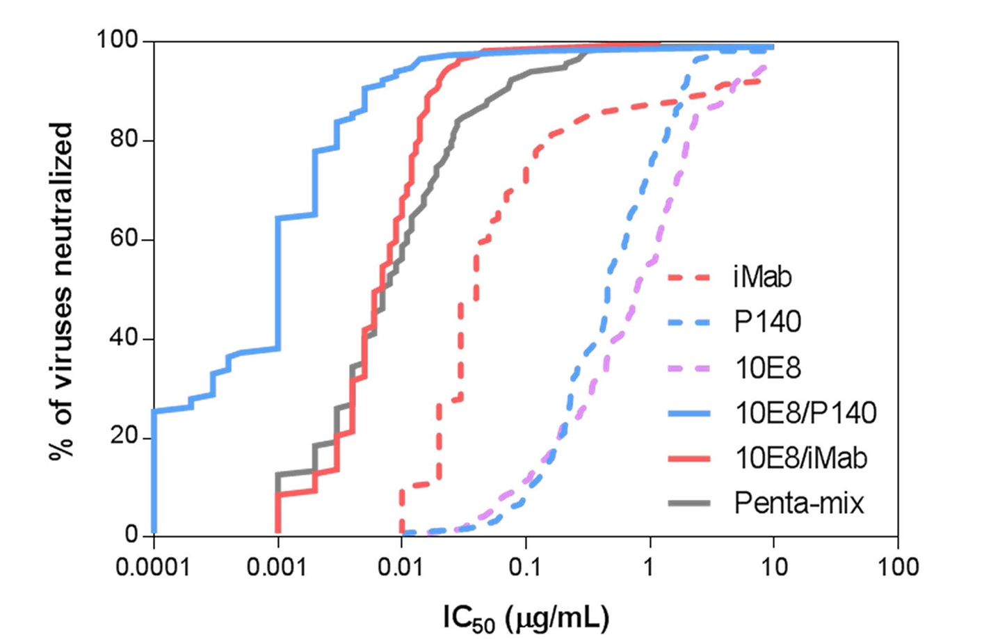 100
80
60
40
20
0
% of viruses neutralized
0.0001 0.001 0.01 0.1 1 10 100
IC50 (μg/mL)
iMab
P140
10E8
10E8/P140
10E8/iMab
Penta-mix